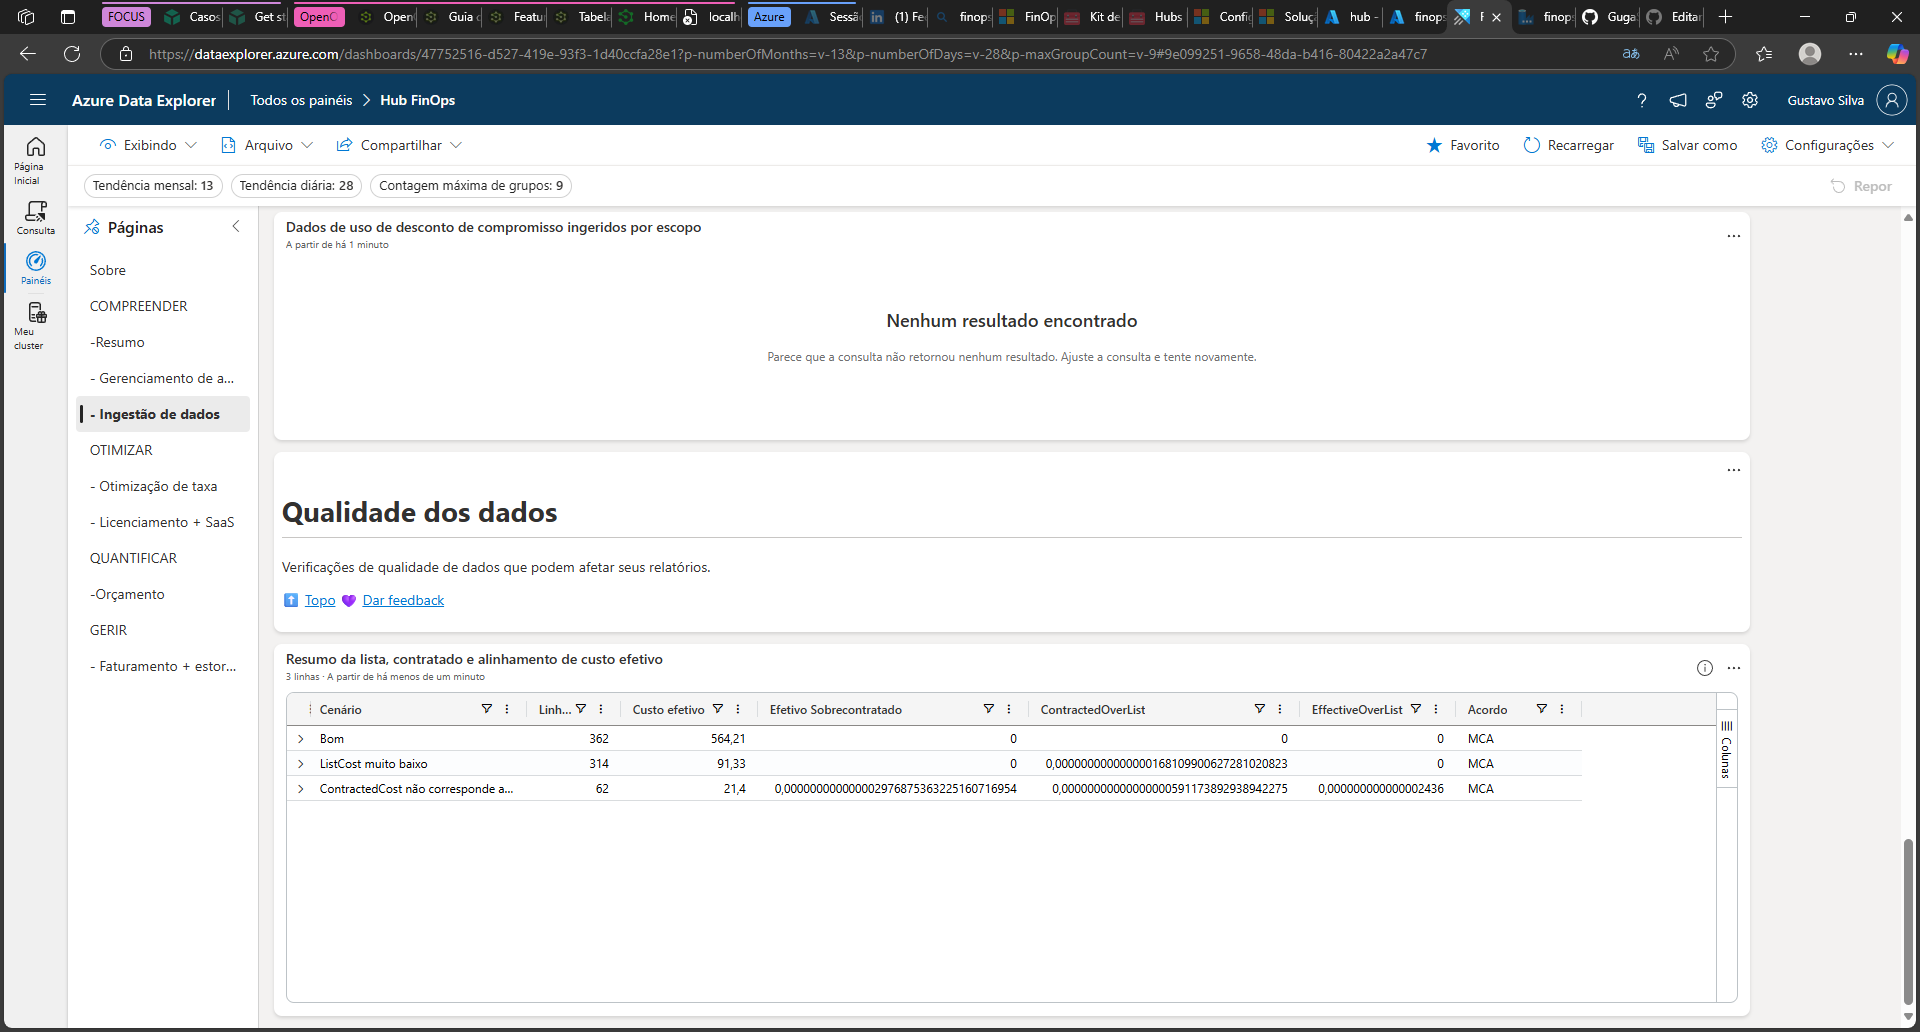 FOCUS
Casos
Get st
OpenC
Open
Guia c
Featur
Tabela
Home
localh
Azure
Sessã
(1) Fe
finops
FinOp
Kit de
Hubs
Config
Soluç
hub -
finops
F
finop
Guga
Editar
https://dataexplorer.azure.com/dashboards/47752516-d527-419e-93f3-1d40ccfa28e1?p-numberOfMonths=v-13&p-numberOfDays=v-28&p-maxGroupCount=v-9#9e099251-9658-48da-b416-80422a2a47c7
Azure Data Explorer
Todos os painéis > Hub FinOps
Gustavo Silva
Página Inicial
Consulta
Painéis
Meu cluster
Exibindo
Arquivo
Compartilhar
Favorito
Recarregar
Salvar como
Configurações
Tendência mensal: 13
Tendência diária: 28
Contagem máxima de grupos: 9
Repor
Páginas
Sobre
COMPREENDER
-Resumo
- Gerenciamento de a...
- Ingestão de dados
OTIMIZAR
- Otimização de taxa
- Licenciamento + SaaS
QUANTIFICAR
-Orçamento
GERIR
- Faturamento + estor...
Dados de uso de desconto de compromisso ingeridos por escopo
A partir de há 1 minuto
Nenhum resultado encontrado
Parece que a consulta não retornou nenhum resultado. Ajuste a consulta e tente novamente.
Qualidade dos dados
Verificações de qualidade de dados que podem afetar seus relatórios.
Topo Dar feedback
Resumo da lista, contratado e alinhamento de custo efetivo
3 linhas · A partir de há menos de um minuto
Cenário Linh... Custo efetivo Efetivo Sobrecontratado ContractedOverList EffectiveOverList Acordo
Bom 362 564,21 0 0 0 MCA
ListCost muito baixo 314 91,33 0 0,0000000000000001681099900627281020823 0 MCA
ContractedCost não corresponde a... 62 21,4 0,00000000000000297687536322516071​6954 0,0000000000000000005911738929389​42275 0,000000000000002436 MCA
Colunas